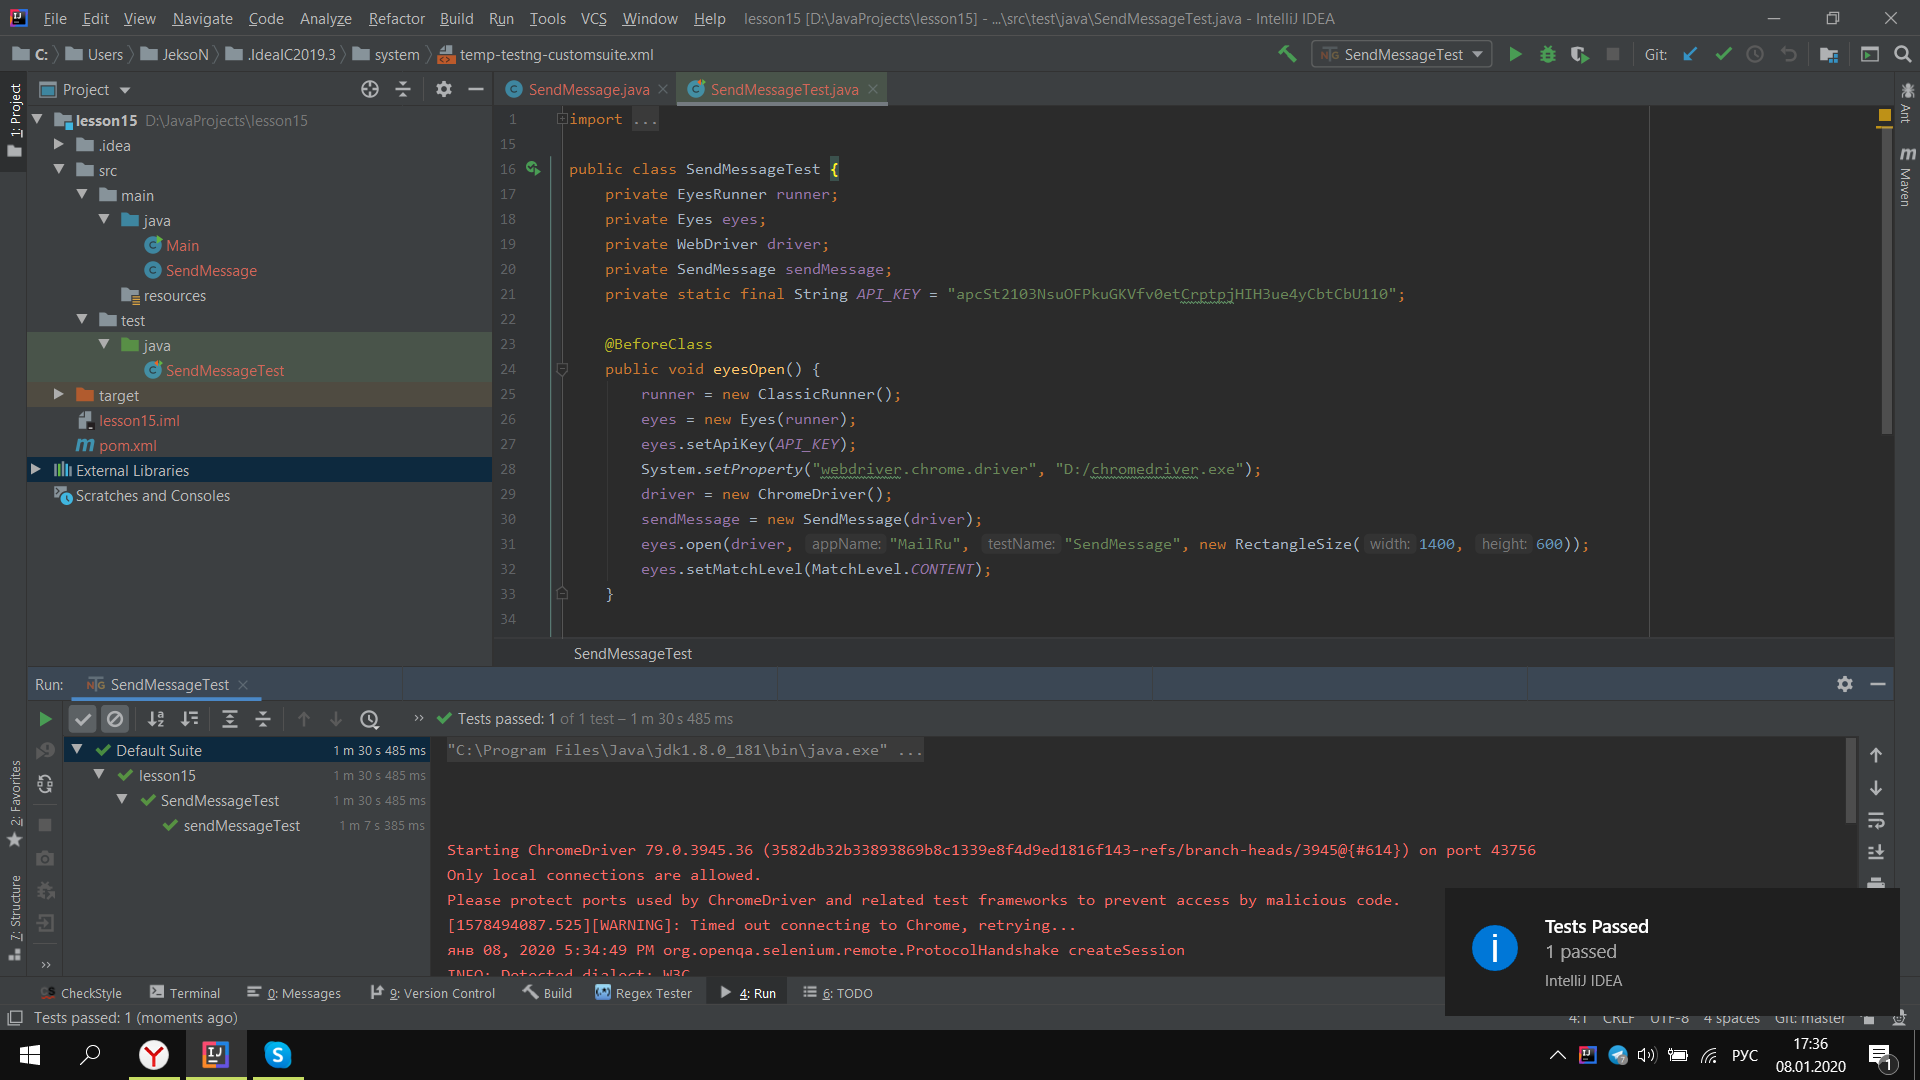 File Edit View Navigate Code Analyze Refactor Build Run Tools VCS Window Help lesson15 [D:\JavaProjects\lesson15] - ...\src\test\java\SendMessageTest.java - IntelliJ IDEA
C: Users JeksoN .IdeaIC2019.3 system temp-testng-customsuite.xml SendMessageTest Git:
Project
SendMessage.java SendMessageTest.java
1: Project
lesson15 D:\JavaProjects\lesson15
.idea
src
main
java
Main
SendMessage
resources
test
java
SendMessageTest
target
lesson15.iml
pom.xml
External Libraries
Scratches and Consoles
1 import ...
15
16 public class SendMessageTest {
17 private EyesRunner runner;
18 private Eyes eyes;
19 private WebDriver driver;
20 private SendMessage sendMessage;
21 private static final String API_KEY = "apcSt2103NsuOFPkuGKVfv0etCrptpjHIH3ue4yCbtCbU110";
22
23 @BeforeClass
24 public void eyesOpen() {
25 runner = new ClassicRunner();
26 eyes = new Eyes(runner);
27 eyes.setApiKey(API_KEY);
28 System.setProperty("webdriver.chrome.driver", "D:/chromedriver.exe");
29 driver = new ChromeDriver();
30 sendMessage = new SendMessage(driver);
31 eyes.open(driver, appName: "MailRu", testName: "SendMessage", new RectangleSize( width: 1400, height: 600));
32 eyes.setMatchLevel(MatchLevel.CONTENT);
33 }
34
SendMessageTest
Ant
Maven
Run: SendMessageTest
Tests passed: 1 of 1 test – 1 m 30 s 485 ms
Default Suite 1 m 30 s 485 ms
lesson15 1 m 30 s 485 ms
SendMessageTest 1 m 30 s 485 ms
sendMessageTest 1 m 7 s 385 ms
2: Favorites
7: Structure
"C:\Program Files\Java\jdk1.8.0_181\bin\java.exe" ...
Starting ChromeDriver 79.0.3945.36 (3582db32b33893869b8c1339e8f4d9ed1816f143-refs/branch-heads/3945@{#614}) on port 43756
Only local connections are allowed.
Please protect ports used by ChromeDriver and related test frameworks to prevent access by malicious code.
[1578494087.525][WARNING]: Timed out connecting to Chrome, retrying...
янв 08, 2020 5:34:49 PM org.openqa.selenium.remote.ProtocolHandshake createSession
INFO: Detected dialect: W3C
Tests Passed
1 passed
IntelliJ IDEA
CheckStyle Terminal 0: Messages 9: Version Control Build Regex Tester 4: Run 6: TODO
Tests passed: 1 (moments ago) 4:1 CRLF UTF-8 4 spaces Git: master
РУС 17:36
08.01.2020
1